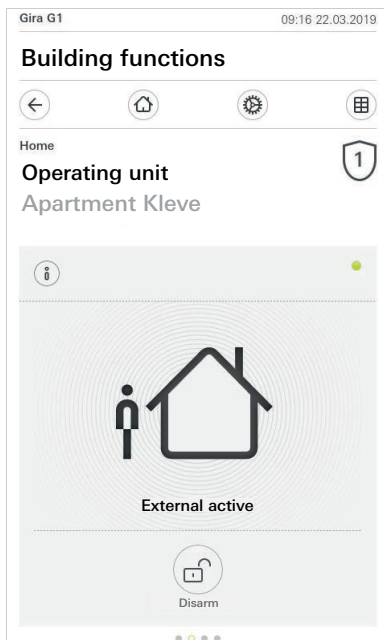 Gira G1
09:16 22.03.2019
Building functions
Home
1
Operating unit
Apartment Kleve
External active
Disarm